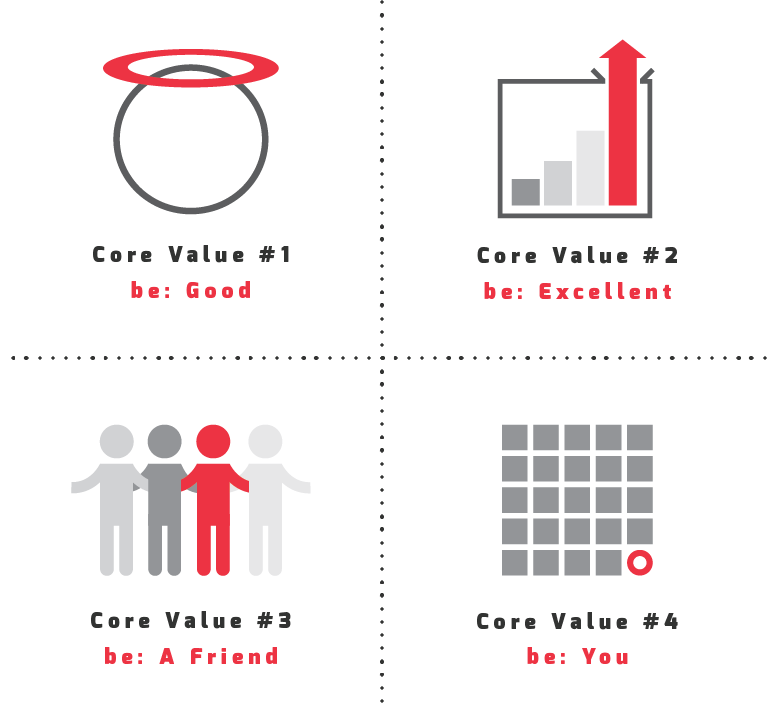 Core Value #1
be: Good
Core Value #2
be: Excellent
Core Value #3
be: A Friend
Core Value #4
be: You